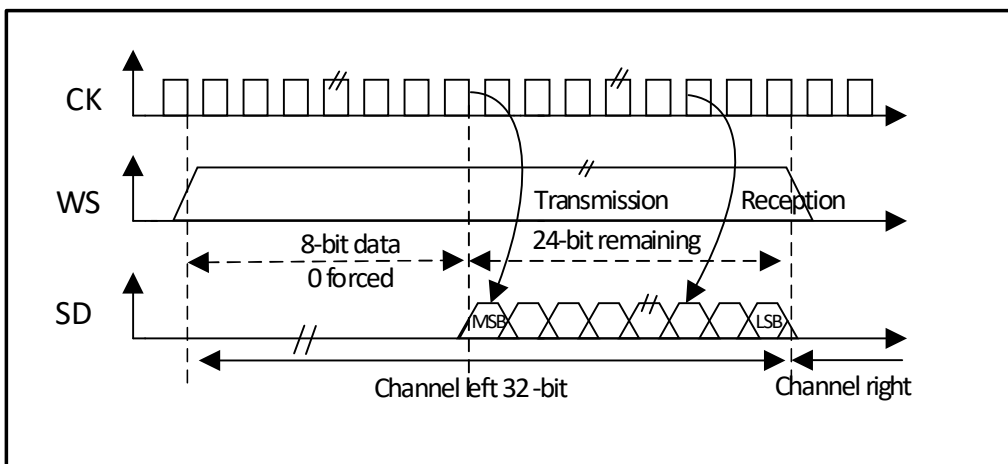 CK
WS
Transmission Reception
8-bit data
0 forced
24-bit remaining
SD
MSB
LSB
Channel left 32 -bit
Channel right